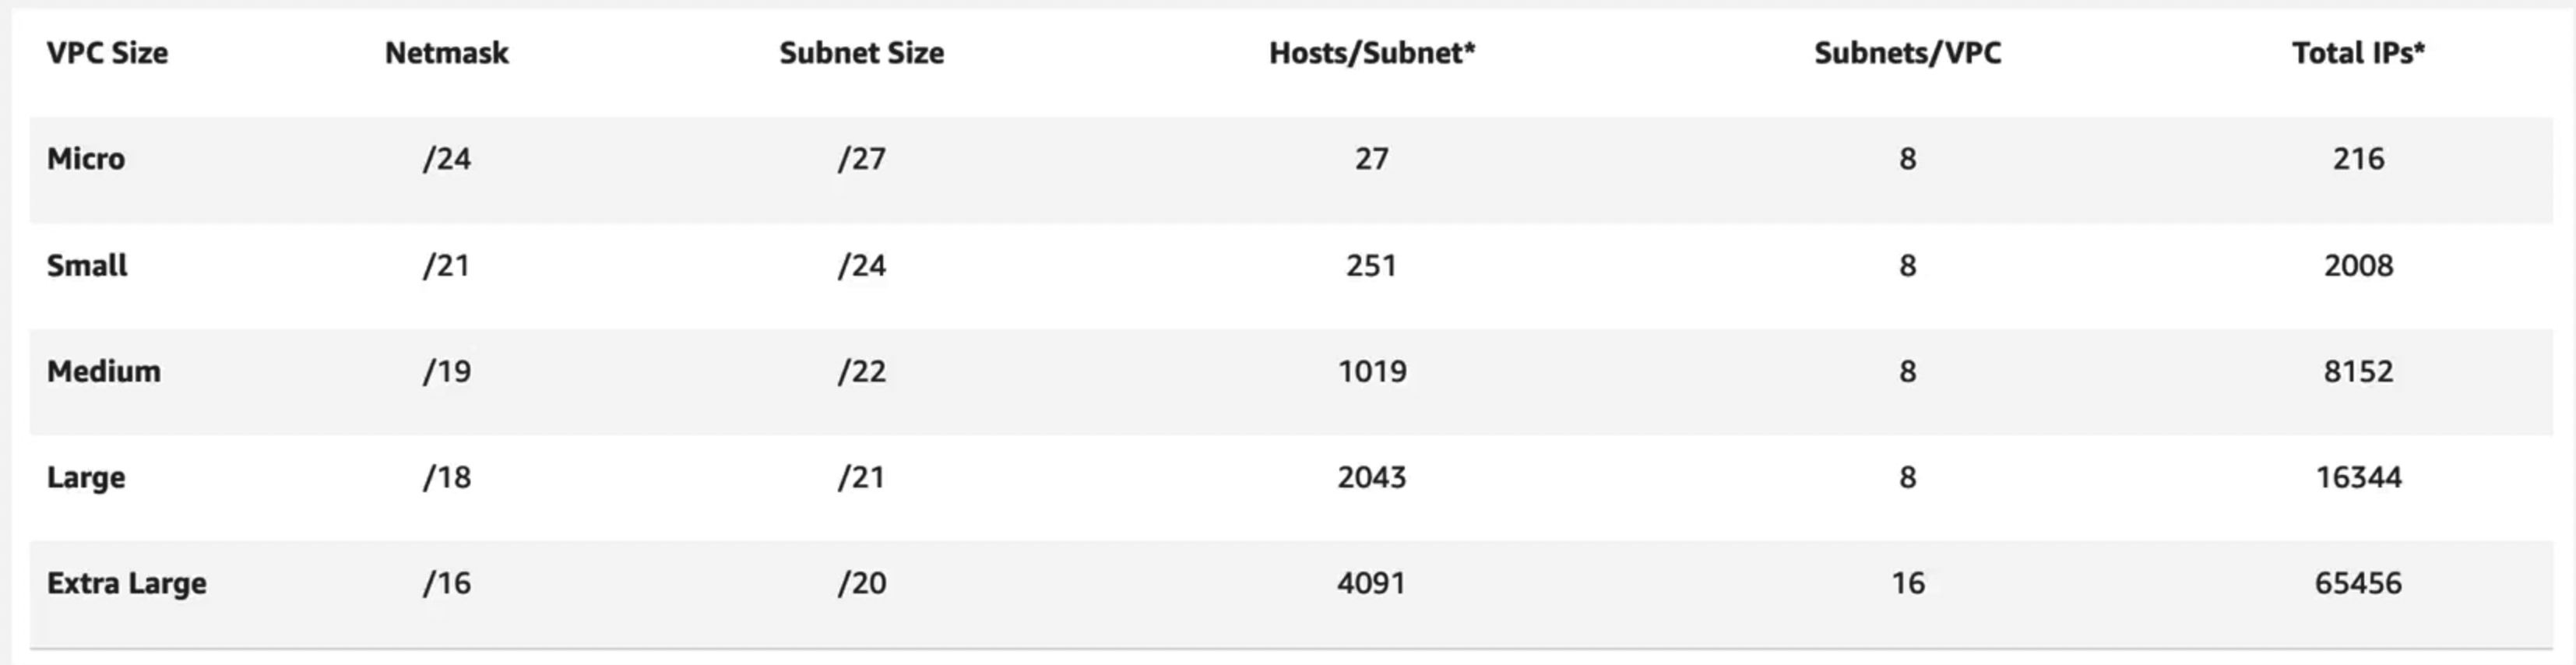 VPC Size Netmask Subnet Size Hosts/Subnet* Subnets/VPC Total IPs*
Micro /24 /27 27 8 216
Small /21 /24 251 8 2008
Medium /19 /22 1019 8 8152
Large /18 /21 2043 8 16344
Extra Large /16 /20 4091 16 65456